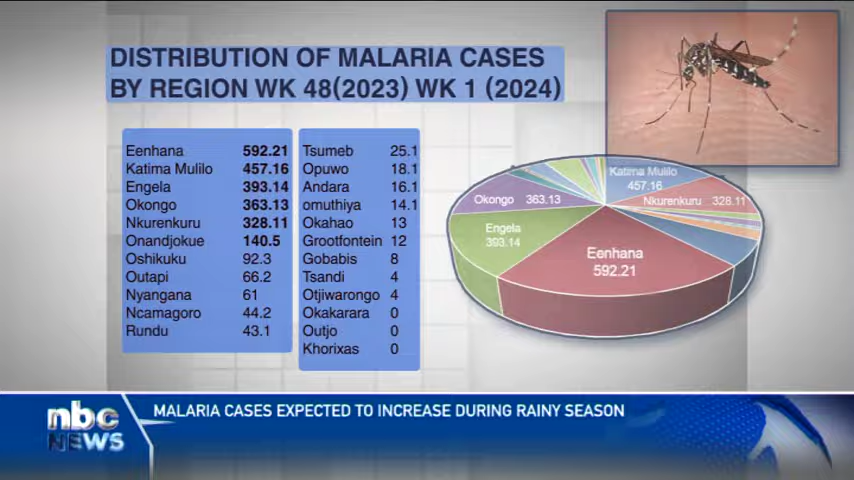 DISTRIBUTION OF MALARIA CASES
BY REGION WK 48(2023) WK 1 (2024)
Eenhana 592.21
Katima Mulilo 457.16
Engela 393.14
Okongo 363.13
Nkurenkuru 328.11
Onandjokue 140.5
Oshikuku 92.3
Outapi 66.2
Nyangana 61
Ncamagoro 44.2
Rundu 43.1
Tsumeb 25.1
Opuwo 18.1
Andara 16.1
omuthiya 14.1
Okahao 13
Grootfontein 12
Gobabis 8
Tsandi 4
Otjiwarongo 4
Okakarara 0
Outjo 0
Khorixas 0
Katima Mulilo
457.16
Okongo 363.13
Nkurenkuru 328.11
Engela
393.14
Eenhana
592.21
nbc
NEWS
MALARIA CASES EXPECTED TO INCREASE DURING RAINY SEASON